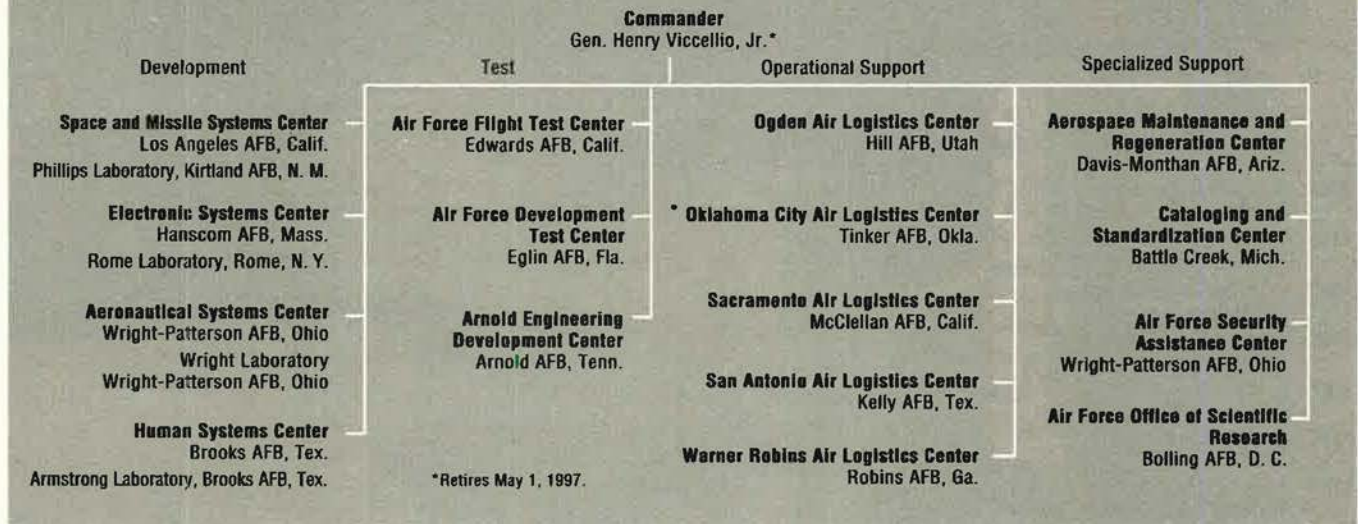 Commander
Gen. Henry Viccellio, Jr.*
Development
Space and Missile Systems Center
Los Angeles AFB, Calif.
Phillips Laboratory, Kirtland AFB, N. M.
Electronic Systems Center
Hanscom AFB, Mass.
Rome Laboratory, Rome, N. Y.
Aeronautical Systems Center
Wright-Patterson AFB, Ohio
Wright Laboratory
Wright-Patterson AFB, Ohio
Human Systems Center
Brooks AFB, Tex.
Armstrong Laboratory, Brooks AFB, Tex.
Test
Air Force Flight Test Center
Edwards AFB, Calif.
Air Force Development
Test Center
Eglin AFB, Fla.
Arnold Engineering
Development Center
Arnold AFB, Tenn.
*Retires May 1, 1997.
Operational Support
Ogden Air Logistics Center
Hill AFB, Utah
* Oklahoma City Air Logistics Center
Tinker AFB, Okla.
Sacramento Air Logistics Center
McClellan AFB, Calif.
San Antonio Air Logistics Center
Kelly AFB, Tex.
Warner Robins Air Logistics Center
Robins AFB, Ga.
Specialized Support
Aerospace Maintenance and
Regeneration Center
Davis-Monthan AFB, Ariz.
Cataloging and
Standardization Center
Battle Creek, Mich.
Air Force Security
Assistance Center
Wright-Patterson AFB, Ohio
Air Force Office of Scientific
Research
Bolling AFB, D. C.